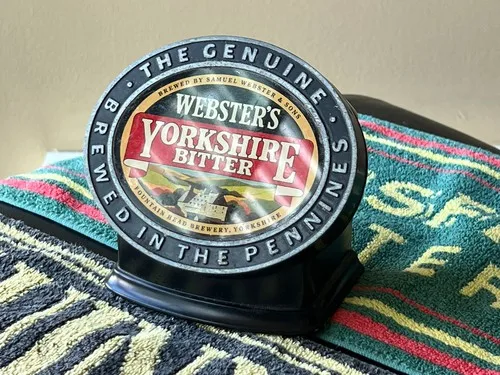 · THE GENUINE ·
BREWED IN THE PENNINES
BREWED BY SAMUEL WEBSTER & SONS
WEBSTER'S
YORKSHIRE
BITTER
FOUNTAIN HEAD BREWERY, YORKSHIRE